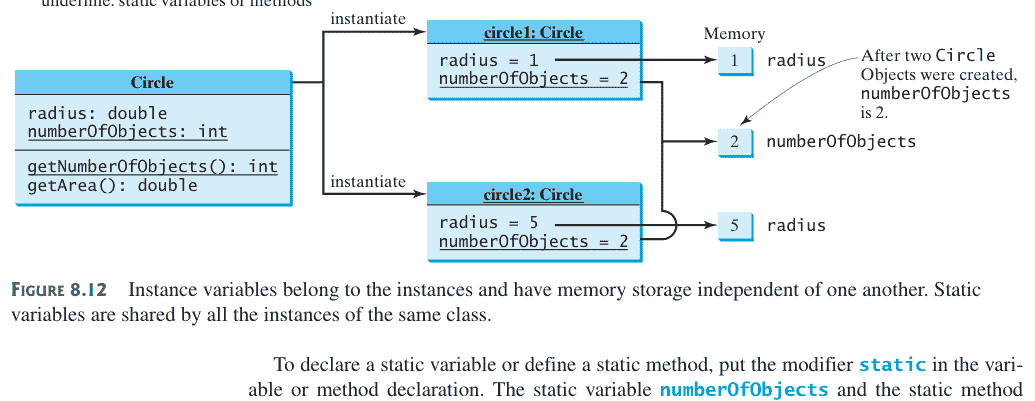 underline: static variables or methods
instantiate
circle1: Circle
radius = 1
numberOfObjects = 2
Memory
1 radius
After two Circle
Objects were created,
numberOfObjects
is 2.
Circle
radius: double
numberOfObjects: int
getNumberOfObjects(): int
getArea(): double
2 numberOfObjects
instantiate
circle2: Circle
radius = 5
numberOfObjects = 2
5 radius
FIGURE 8.12 Instance variables belong to the instances and have memory storage independent of one another. Static
variables are shared by all the instances of the same class.
To declare a static variable or define a static method, put the modifier static in the vari-
able or method declaration. The static variable numberOfObjects and the static method